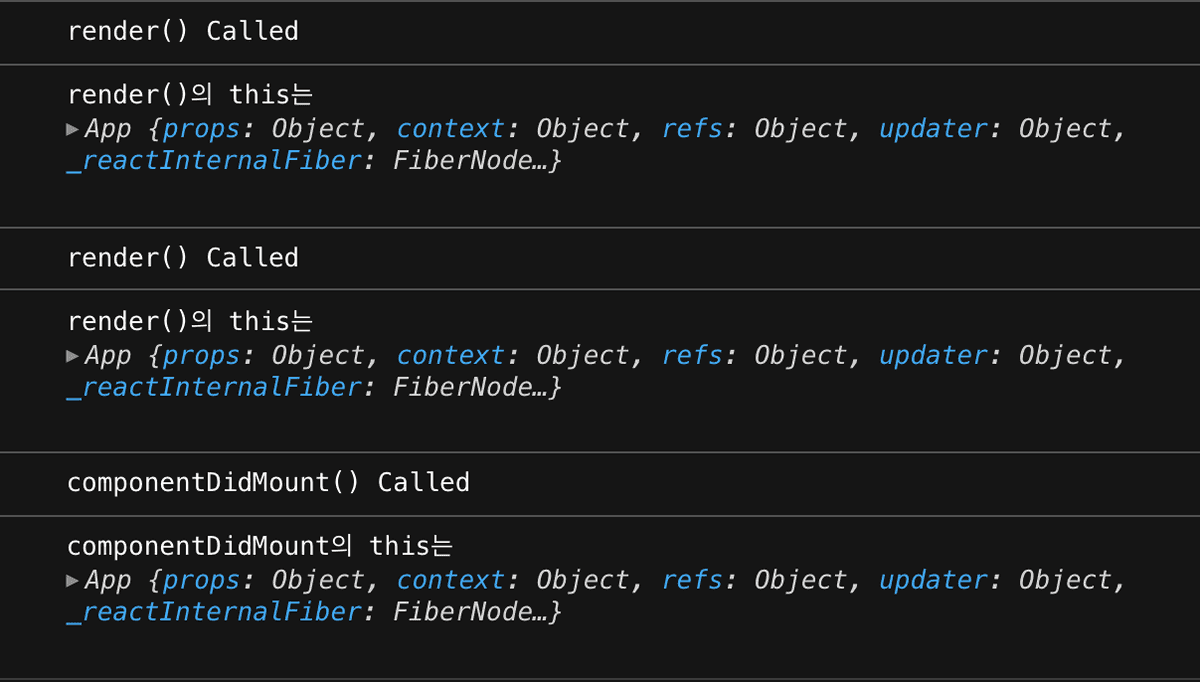 render() Called
render()의 this는
▶App {props: Object, context: Object, refs: Object, updater: Object,
_reactInternalFiber: FiberNode…}
render() Called
render()의 this는
▶App {props: Object, context: Object, refs: Object, updater: Object,
_reactInternalFiber: FiberNode…}
componentDidMount() Called
componentDidMount의 this는
▶App {props: Object, context: Object, refs: Object, updater: Object,
_reactInternalFiber: FiberNode…}